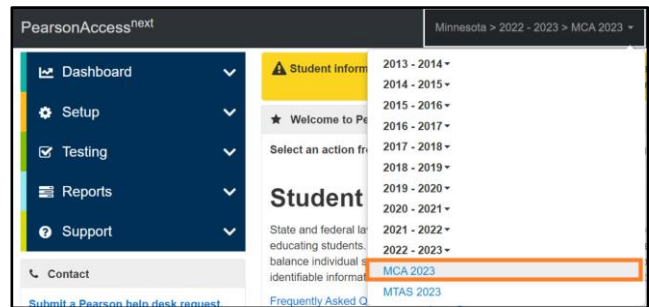 PearsonAccessnext
Minnesota > 2022 - 2023 > MCA 2023
Dashboard
Setup
Testing
Reports
Support
Contact
Submit a Pearson help desk request.
Student inform
Welcome to Pe
Select an action fr
Student
State and federal la
educating students.
balance individual s
identifiable informat
Frequently Asked Q
2013 - 2014
2014 - 2015
2015 - 2016
2016 - 2017
2017 - 2018
2018 - 2019
2019 - 2020
2020 - 2021
2021 - 2022
2022 - 2023
MCA 2023
MTAS 2023